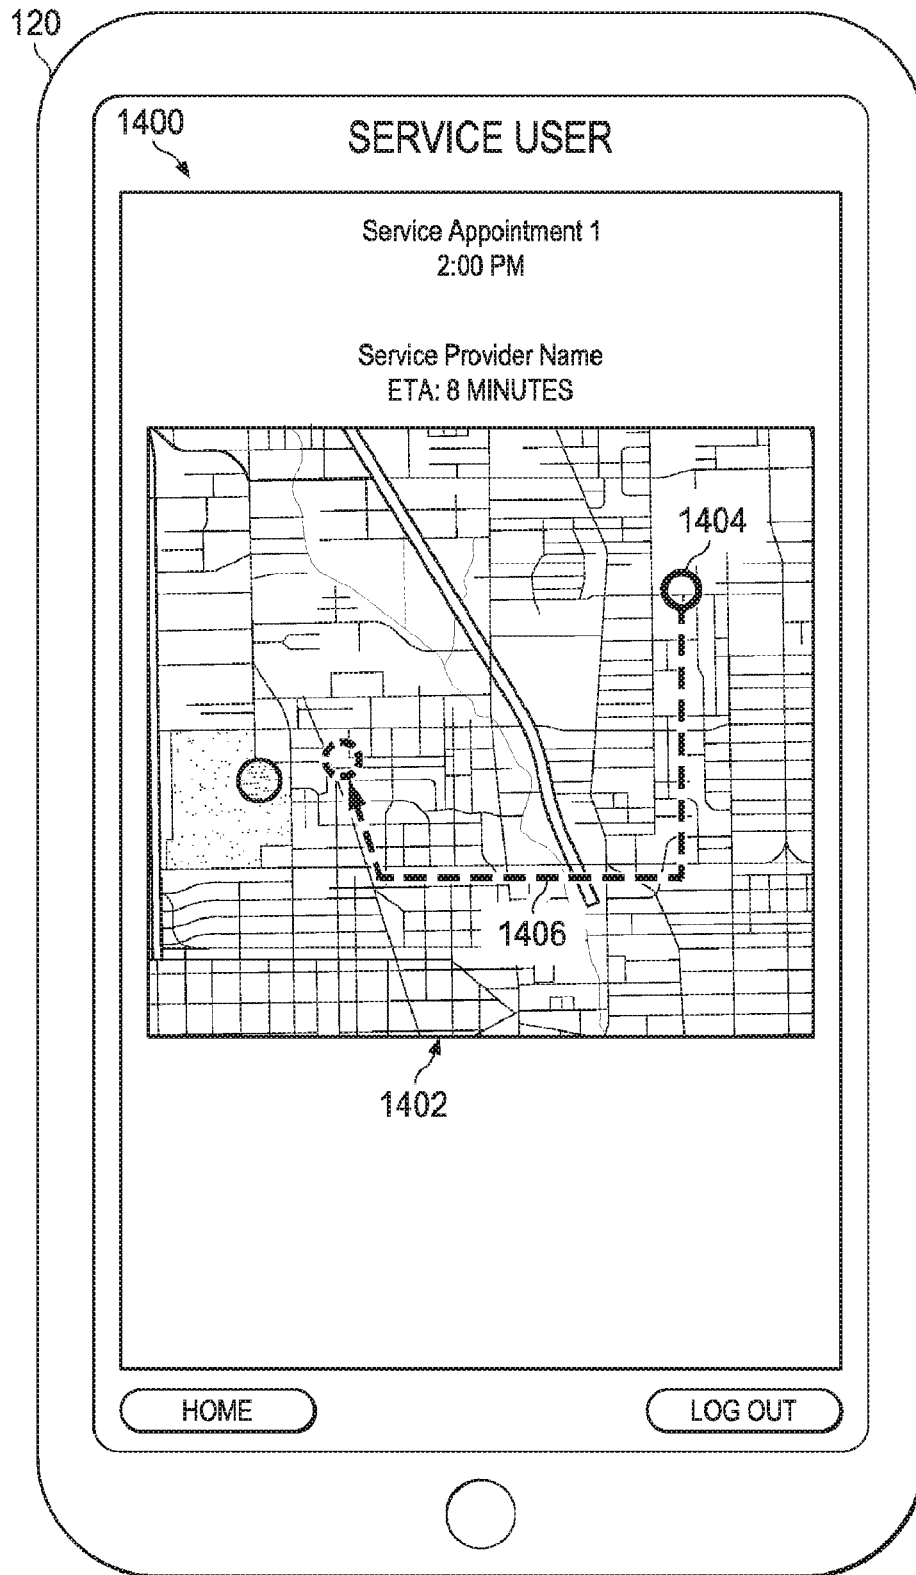 120
1400
SERVICE USER
Service Appointment 1
2:00 PM
Service Provider Name
ETA: 8 MINUTES
1404
1406
1402
HOME
LOG OUT